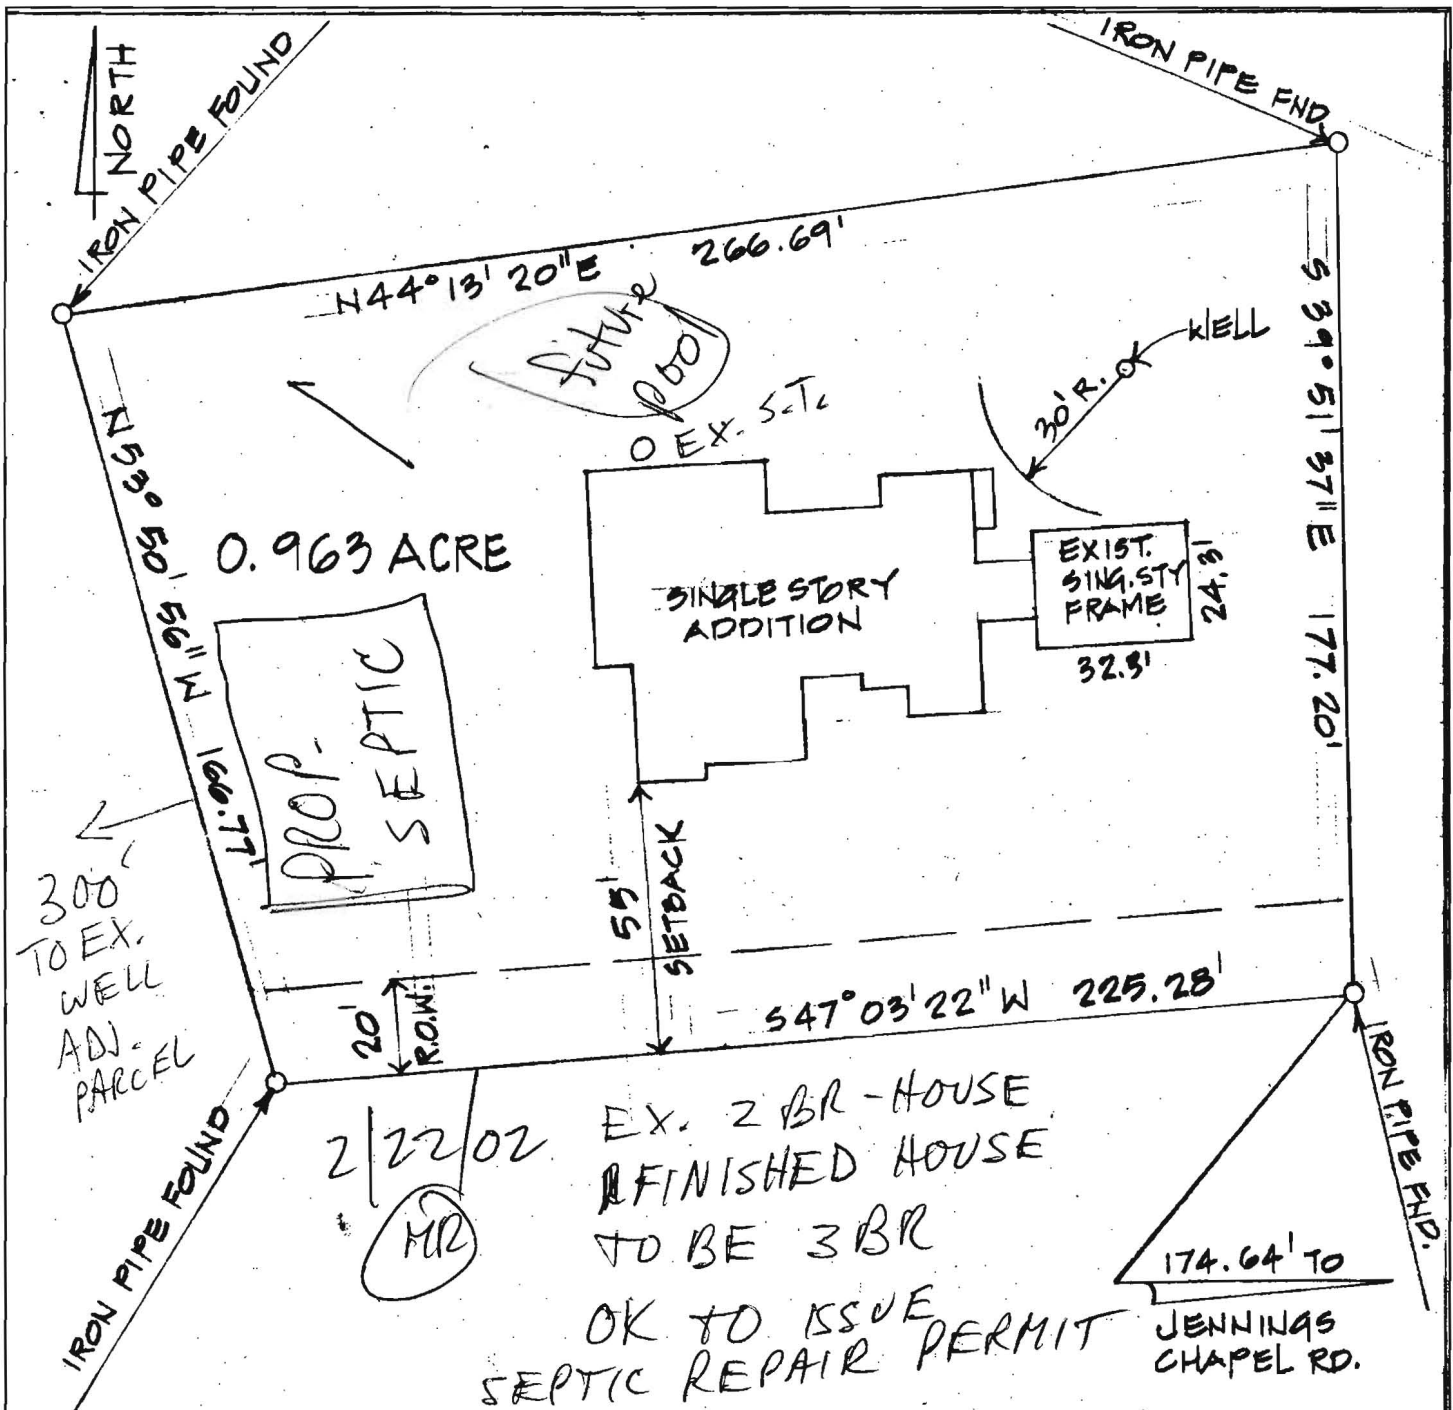 NORTH
IRON PIPE FOUND
IRON PIPE FND.
N44° 13' 20"E 266.69'
future
pool
WELL
30' R.
S 39° 51' 37" E 177.20'
O EX. S.T.
N 53° 50' 56" W 166.77'
0.963 ACRE
SINGLE STORY
ADDITION
EXIST.
SING. STY
FRAME
24.3'
32.3'
PROP.
SEPTIC
300'
TO EX.
WELL
ADJ.
PARCEL
55'
SETBACK
20'
R.O.W.
S47° 03' 22" W 225.28'
IRON PIPE FOUND
IRON PIPE FND.
2/22/02
MR
EX. 2 BR - HOUSE
FINISHED HOUSE
TO BE 3 BR
OK TO ISSUE
SEPTIC REPAIR PERMIT
174.64' TO
JENNINGS
CHAPEL RD.